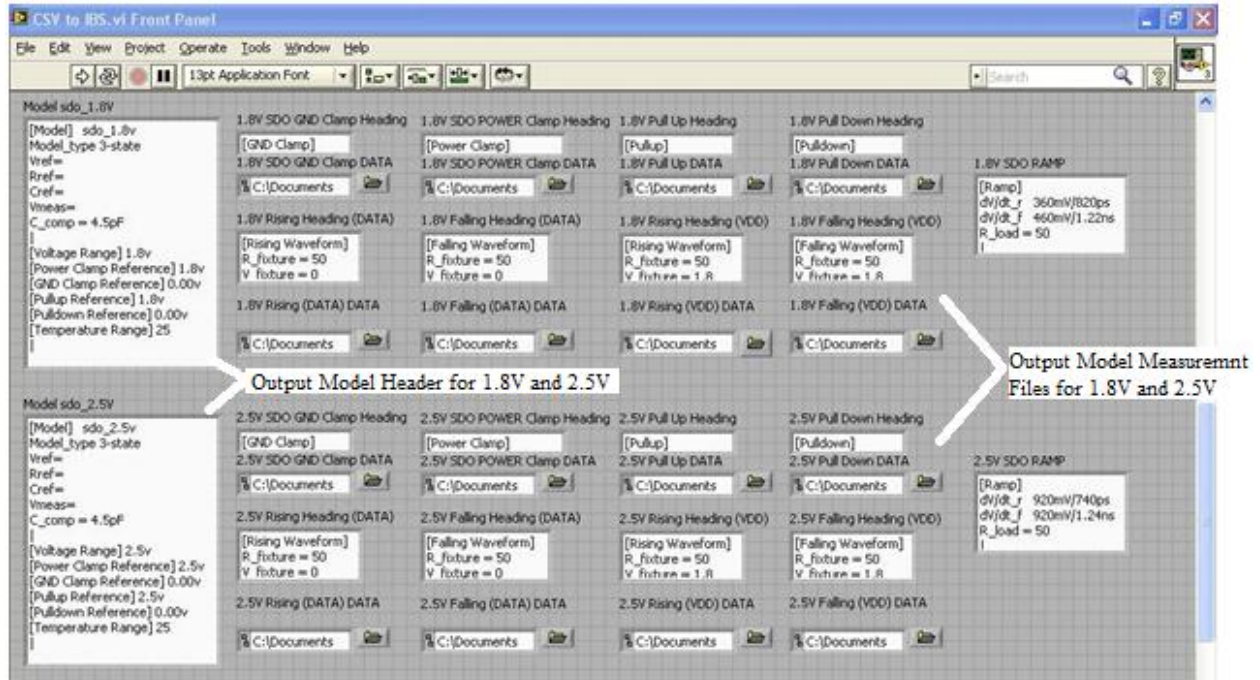 CSV to IBS.vi Front Panel
File Edit View Project Operate Tools Window Help
13pt Application Font
Search
Model sdo_1.8V
[Model] sdo_1.8v
Model_type 3-state
Vref=
Rref=
Cref=
Vmeas=
C_comp = 4.5pF
|
[Voltage Range] 1.8v
[Power Clamp Reference] 1.8v
[GND Clamp Reference] 0.00v
[Pullup Reference] 1.8v
[Pulldown Reference] 0.00v
[Temperature Range] 25
|
1.8V SDO GND Clamp Heading 1.8V SDO POWER Clamp Heading 1.8V Pull Up Heading 1.8V Pull Down Heading
[GND Clamp] [Power Clamp] [Pullup] [Pulldown]
1.8V SDO GND Clamp DATA 1.8V SDO POWER Clamp DATA 1.8V Pull Up DATA 1.8V Pull Down DATA
C:\Documents C:\Documents C:\Documents C:\Documents
1.8V Rising Heading (DATA) 1.8V Falling Heading (DATA) 1.8V Rising Heading (VDD) 1.8V Falling Heading (VDD)
[Rising Waveform] [Falling Waveform] [Rising Waveform] [Falling Waveform]
R_fixture = 50 R_fixture = 50 R_fixture = 50 R_fixture = 50
V_fixture = 0 V_fixture = 0 V_fixture = 1.8 V_fixture = 1.8
1.8V Rising (DATA) DATA 1.8V Falling (DATA) DATA 1.8V Rising (VDD) DATA 1.8V Falling (VDD) DATA
C:\Documents C:\Documents C:\Documents C:\Documents
1.8V SDO RAMP
[Ramp]
dV/dt_r 360mV/820ps
dV/dt_f 460mV/1.22ns
R_load = 50
|
Output Model Header for 1.8V and 2.5V
Output Model Measuremnt
Files for 1.8V and 2.5V
Model sdo_2.5V
[Model] sdo_2.5v
Model_type 3-state
Vref=
Rref=
Cref=
Vmeas=
C_comp = 4.5pF
|
[Voltage Range] 2.5v
[Power Clamp Reference] 2.5v
[GND Clamp Reference] 0.00v
[Pullup Reference] 2.5v
[Pulldown Reference] 0.00v
[Temperature Range] 25
|
2.5V SDO GND Clamp Heading 2.5V SDO POWER Clamp Heading 2.5V Pull Up Heading 2.5V Pull Down Heading
[GND Clamp] [Power Clamp] [Pullup] [Pulldown]
2.5V SDO GND Clamp DATA 2.5V SDO POWER Clamp DATA 2.5V Pull Up DATA 2.5V Pull Down DATA
C:\Documents C:\Documents C:\Documents C:\Documents
2.5V Rising Heading (DATA) 2.5V Falling Heading (DATA) 2.5V Rising Heading (VDD) 2.5V Falling Heading (VDD)
[Rising Waveform] [Falling Waveform] [Rising Waveform] [Falling Waveform]
R_fixture = 50 R_fixture = 50 R_fixture = 50 R_fixture = 50
V_fixture = 0 V_fixture = 0 V_fixture = 1.8 V_fixture = 1.8
2.5V Rising (DATA) DATA 2.5V Falling (DATA) DATA 2.5V Rising (VDD) DATA 2.5V Falling (VDD) DATA
C:\Documents C:\Documents C:\Documents C:\Documents
2.5V SDO RAMP
[Ramp]
dV/dt_r 920mV/740ps
dV/dt_f 920mV/1.24ns
R_load = 50
|